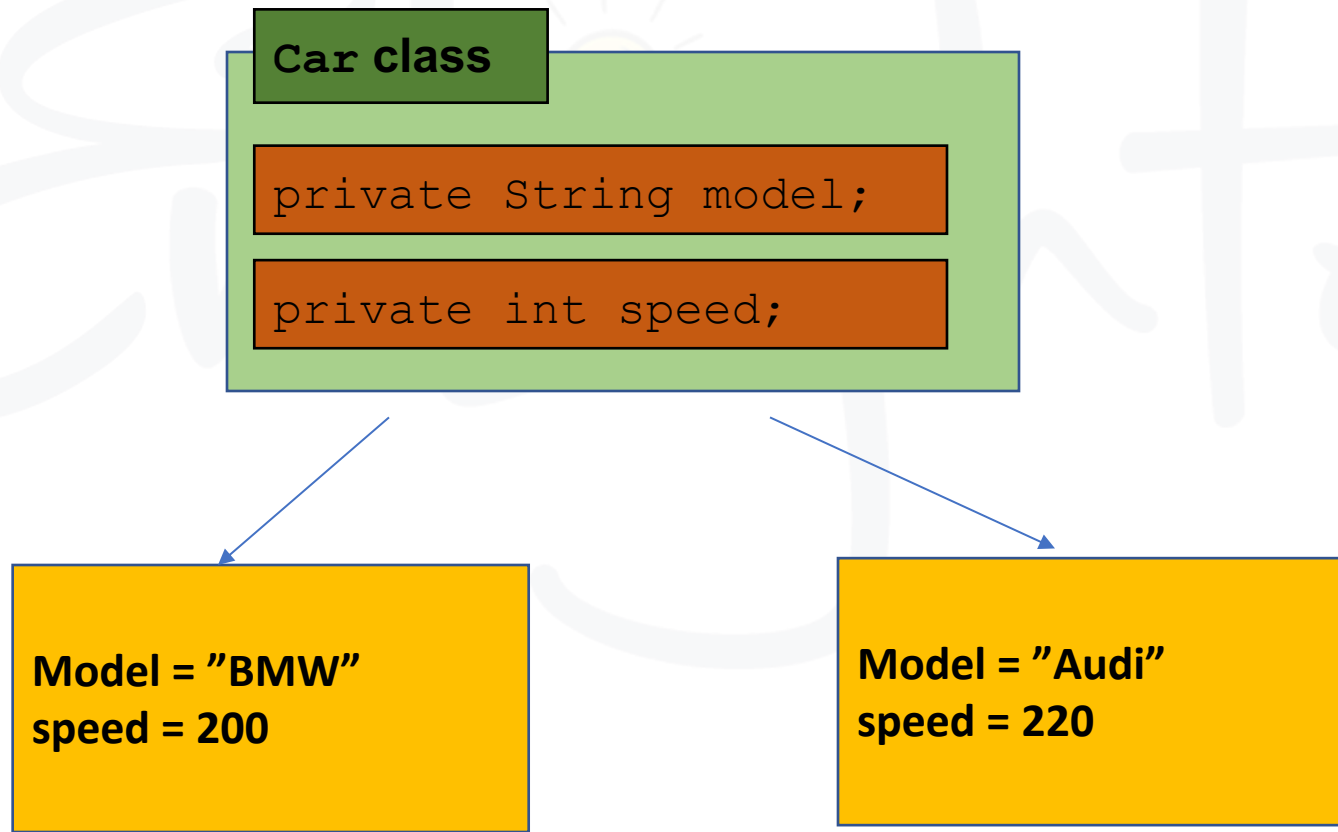 Car class
private String model;
private int speed;
Model = ”BMW”
speed = 200
Model = ”Audi”
speed = 220